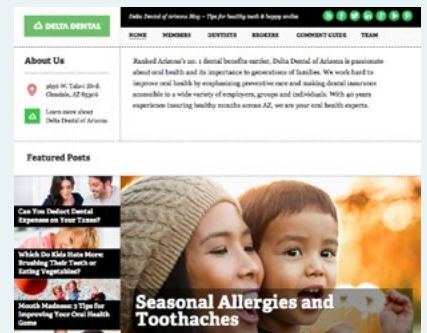 DELTA DENTAL
Delta Dental of Arizona Blog – Tips for healthy teeth & happy smiles
HOME MEMBERS DENTISTS BROKERS COMMENT GUIDE TEAM
About Us
5656 W. Talavi Blvd.
Glendale, AZ 85306
Learn more about
Delta Dental of Arizona
Ranked Arizona's no. 1 dental benefits carrier, Delta Dental of Arizona is passionate
about oral health and its importance to generations of families. We work hard to
improve oral health by emphasizing preventive care and making dental insurance
accessible to a wide variety of employers, groups and individuals. With 40 years
experience insuring healthy mouths across AZ, we are your oral health experts.
Featured Posts
Can You Deduct Dental
Expenses on Your Taxes?
Which Do Kids Hate More:
Brushing Their Teeth or
Eating Vegetables?
Mouth Madness: 3 Tips for
Improving Your Oral Health
Game
Seasonal Allergies and
Toothaches